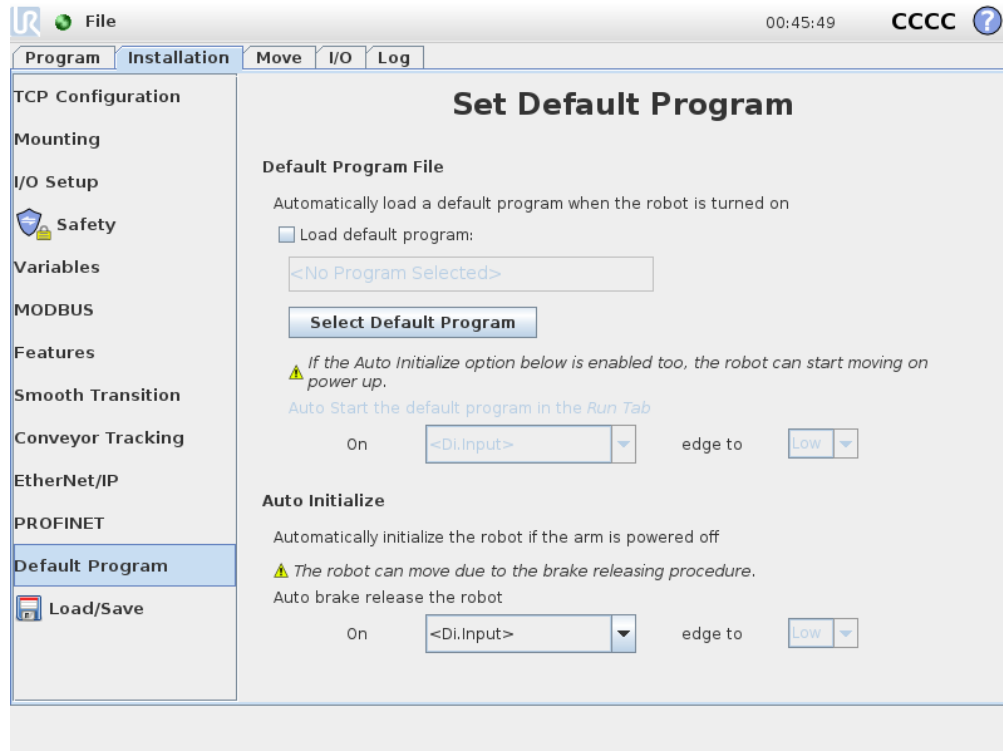 UR File 00:45:49 CCCC ?
Program Installation Move I/O Log
TCP Configuration
Mounting
I/O Setup
Safety
Variables
MODBUS
Features
Smooth Transition
Conveyor Tracking
EtherNet/IP
PROFINET
Default Program
Load/Save
Set Default Program
Default Program File
Automatically load a default program when the robot is turned on
Load default program:
<No Program Selected>
Select Default Program
If the Auto Initialize option below is enabled too, the robot can start moving on
power up.
Auto Start the default program in the Run Tab
On <Di.Input> edge to Low
Auto Initialize
Automatically initialize the robot if the arm is powered off
The robot can move due to the brake releasing procedure.
Auto brake release the robot
On <Di.Input> edge to Low